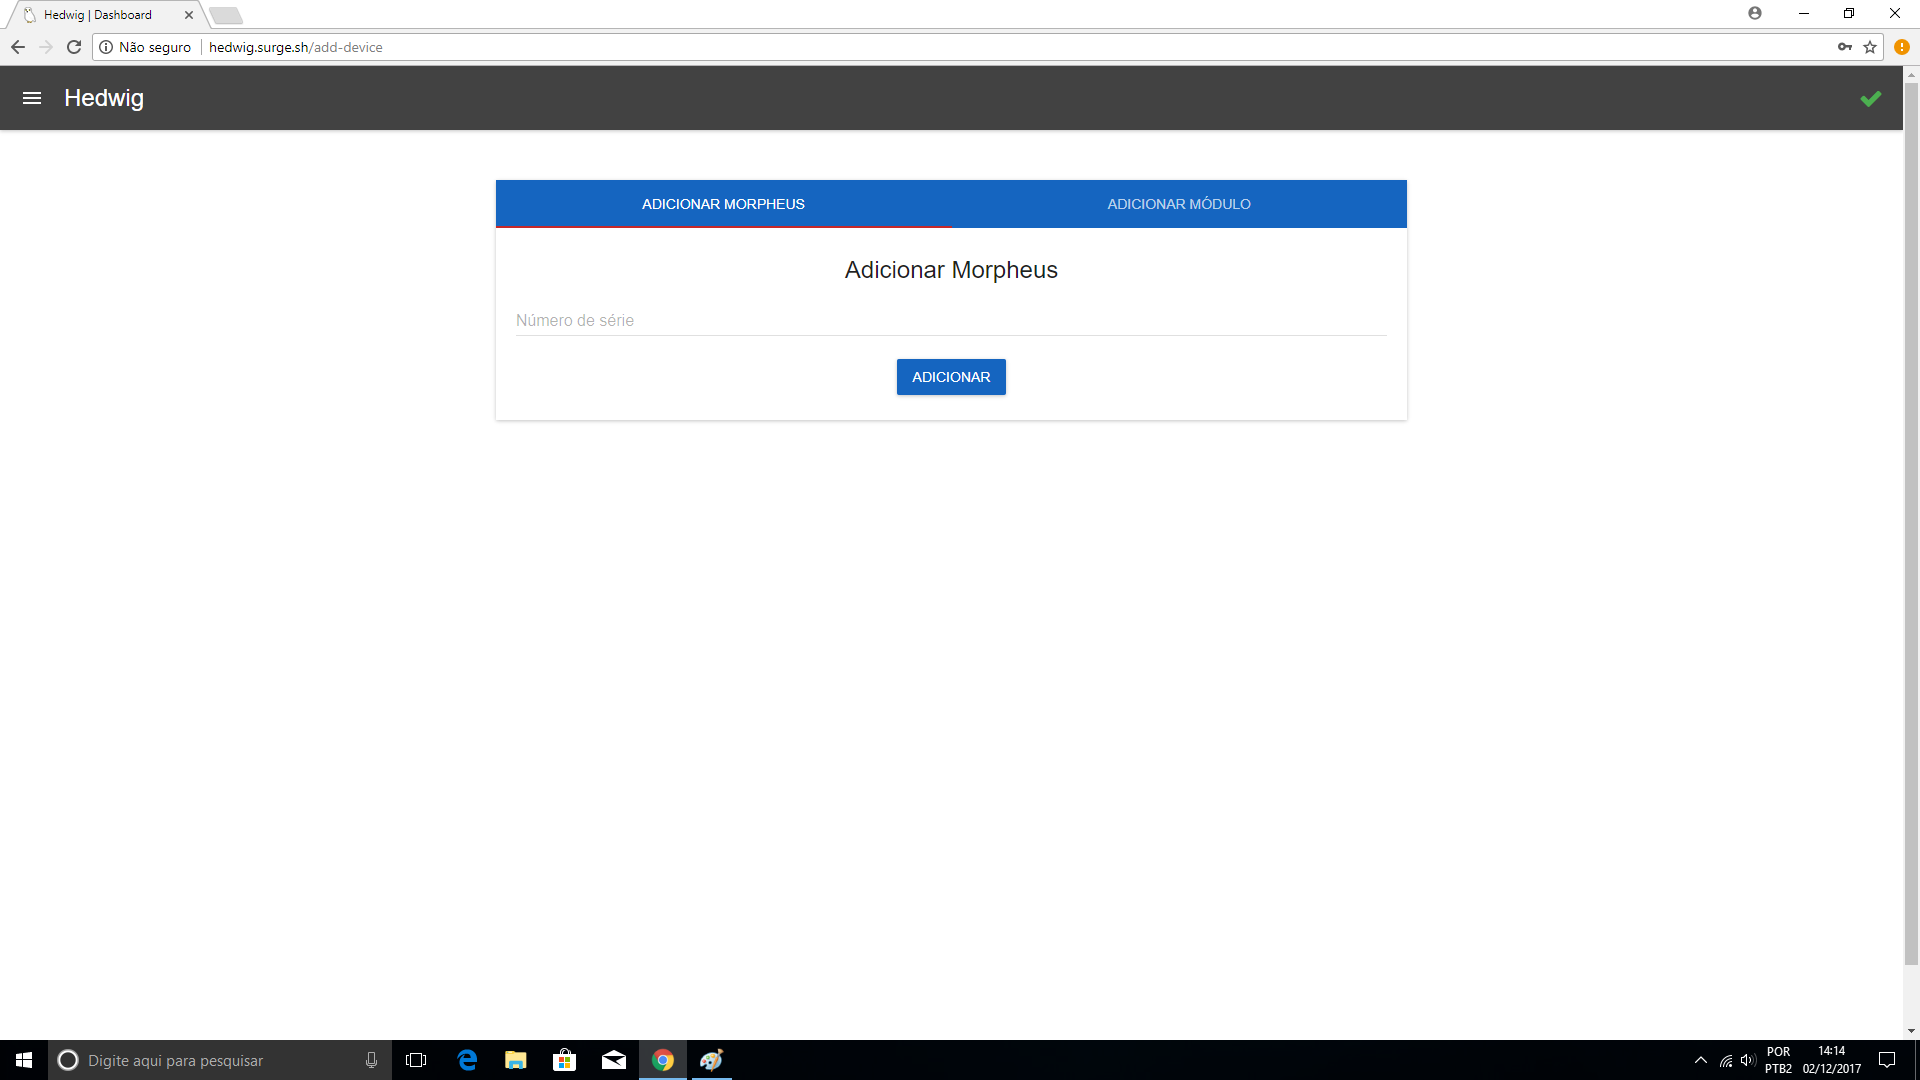 Hedwig | Dashboard
Não seguro hedwig.surge.sh/add-device
Hedwig
ADICIONAR MORPHEUS ADICIONAR MÓDULO
Adicionar Morpheus
Número de série
ADICIONAR
Digite aqui para pesquisar
POR 14:14
PTB2 02/12/2017